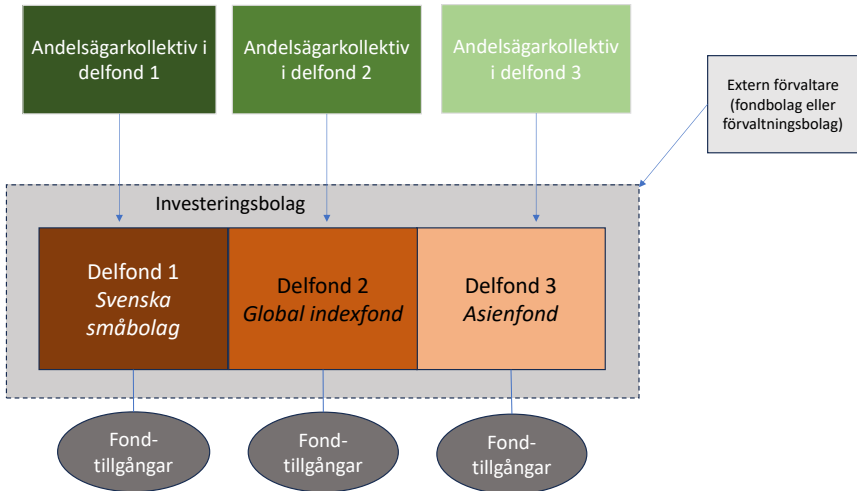 Andelsägarkollektiv i
delfond 1
Andelsägarkollektiv
i delfond 2
Andelsägarkollektiv
i delfond 3
Extern förvaltare
(fondbolag eller
förvaltningsbolag)
Investeringsbolag
Delfond 1
Svenska
småbolag
Delfond 2
Global indexfond
Delfond 3
Asienfond
Fond-
tillgångar
Fond-
tillgångar
Fond-
tillgångar